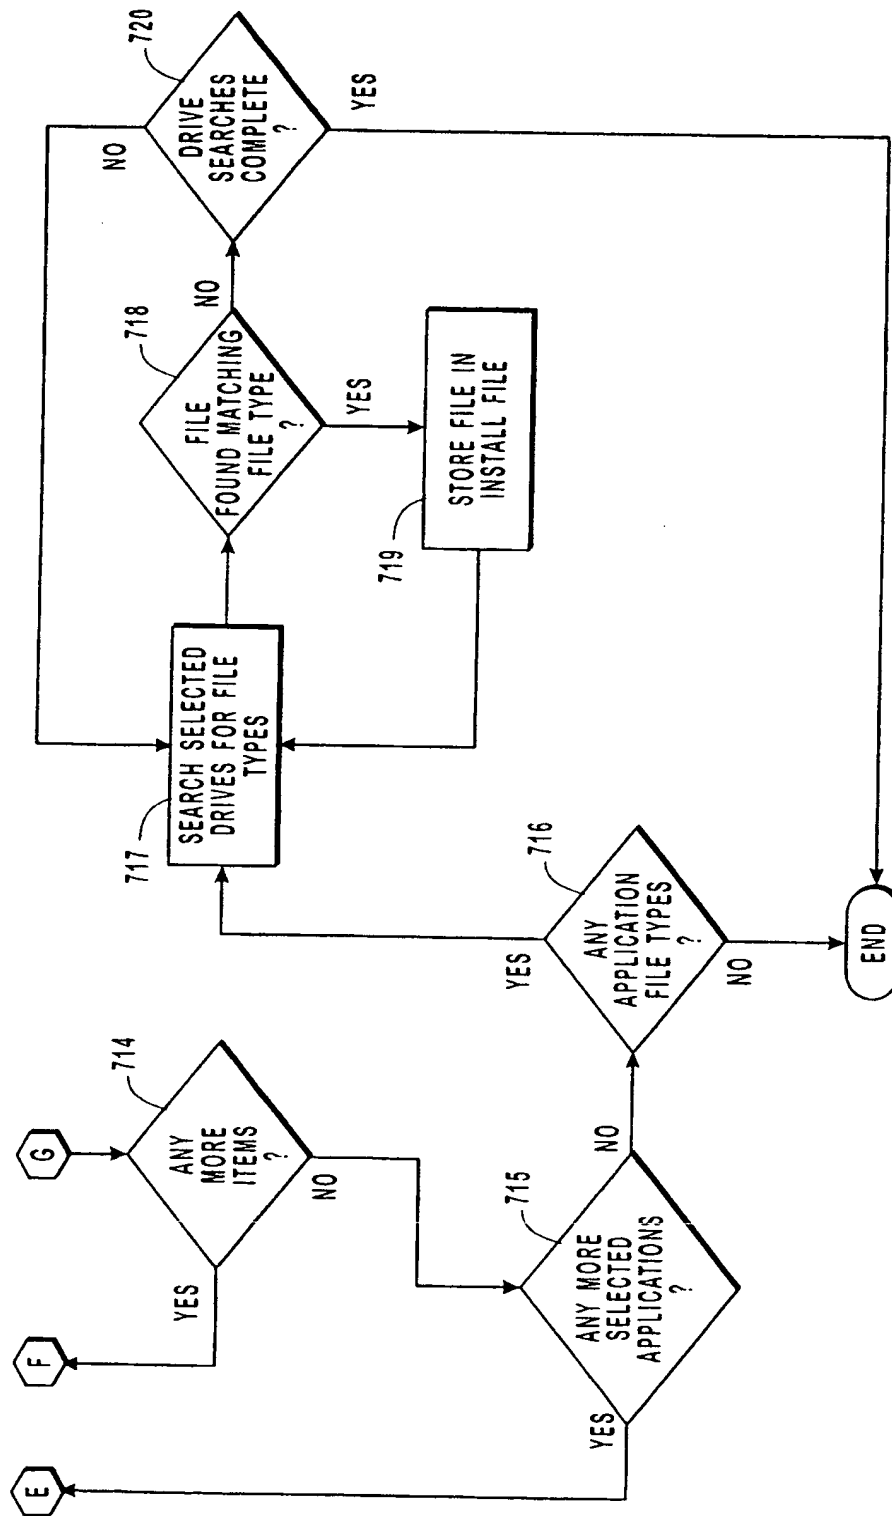 E
F
G
714
ANY
MORE
ITEMS
?
YES
NO
715
ANY MORE
SELECTED
APPLICATIONS
?
YES
NO
716
ANY
APPLICATION
FILE TYPES
?
YES
NO
END
717
SEARCH SELECTED
DRIVES FOR FILE
TYPES
718
FILE
FOUND MATCHING
FILE TYPE
?
NO
YES
719
STORE FILE IN
INSTALL FILE
720
DRIVE
SEARCHES
COMPLETE
?
NO
YES